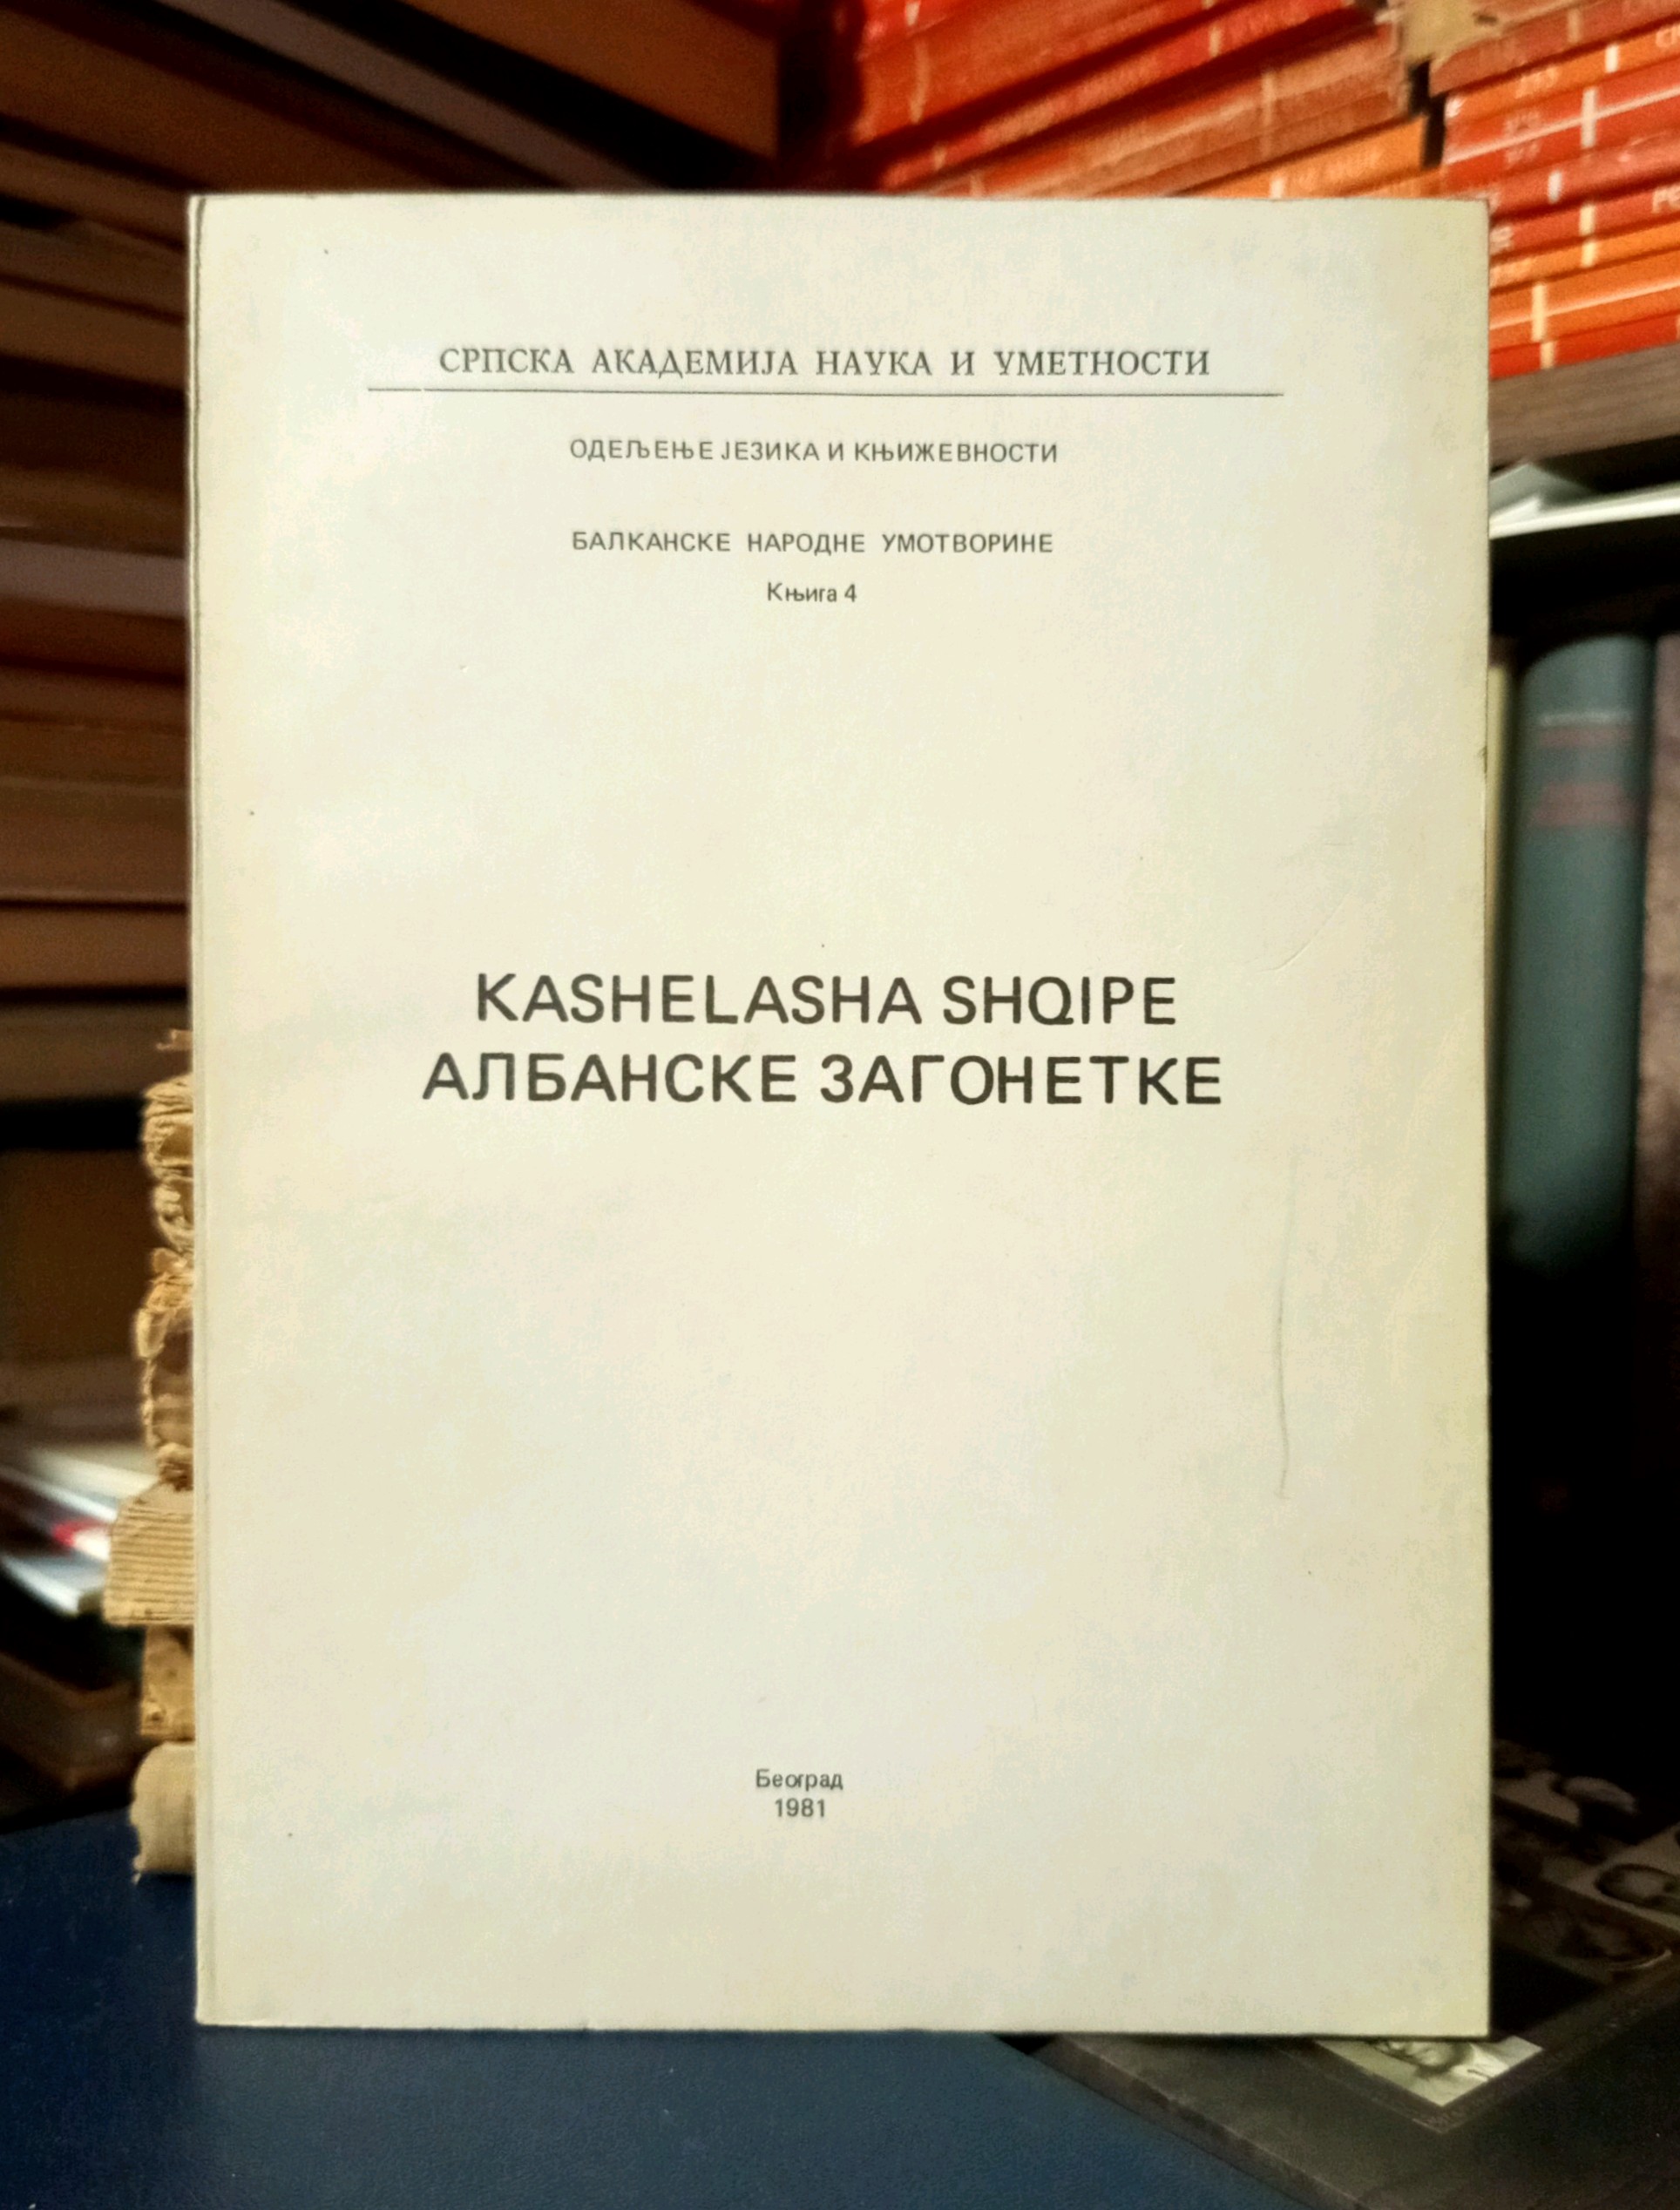 СРПСКА АКАДЕМИЈА НАУКА И УМЕТНОСТИ
ОДЕЉЕЊЕ ЈЕЗИКА И КЊИЖЕВНОСТИ
БАЛКАНСКЕ НАРОДНЕ УМОТВОРИНЕ
Књига 4
KASHELASHA SHQIPE
АЛБАНСКЕ ЗАГОНЕТКЕ
Београд
1981